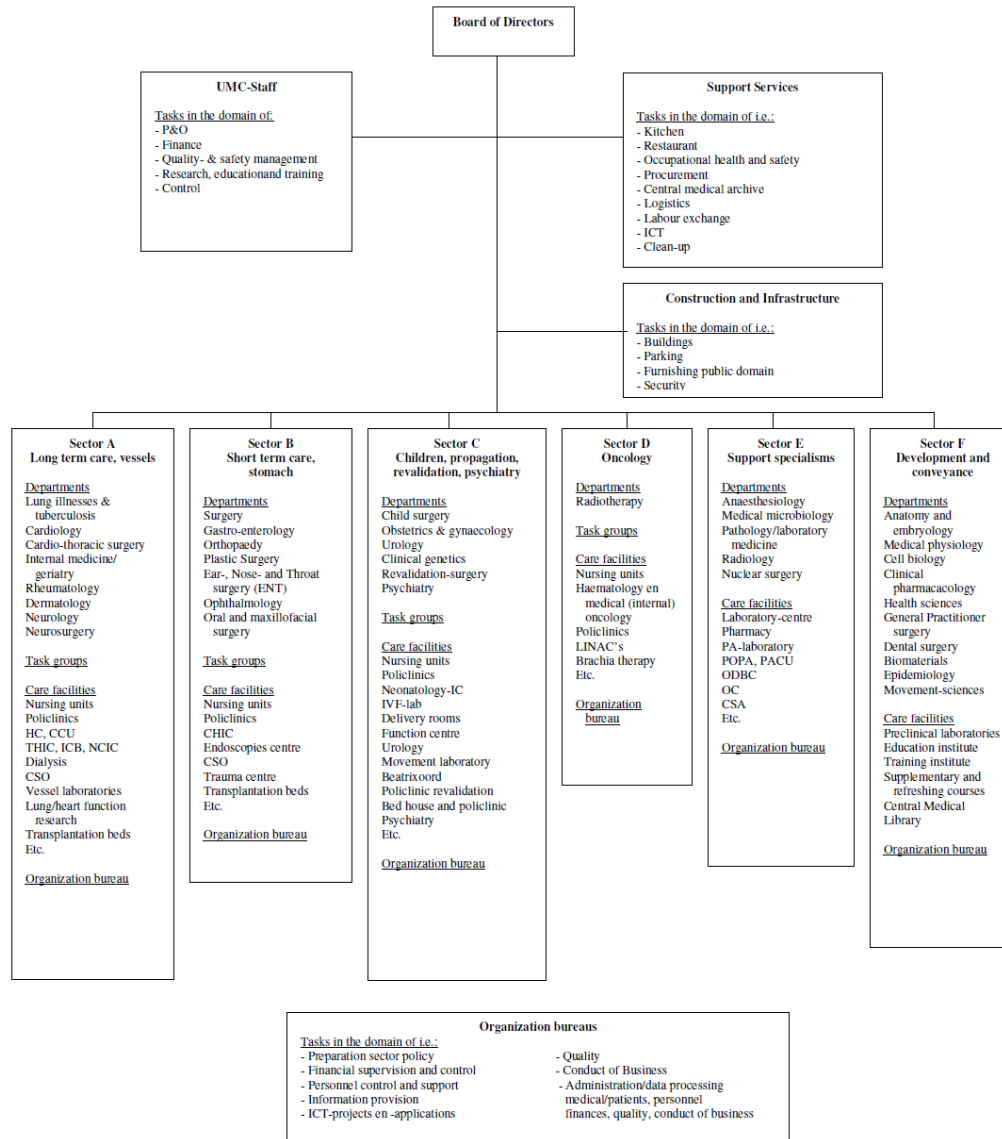 Board of Directors
UMC-Staff
Tasks in the domain of:
- P&O
- Finance
- Quality- & safety management
- Research, educationand training
- Control
Support Services
Tasks in the domain of i.e.:
- Kitchen
- Restaurant
- Occupational health and safety
- Procurement
- Central medical archive
- Logistics
- Labour exchange
- ICT
- Clean-up
Construction and Infrastructure
Tasks in the domain of i.e.:
- Buildings
- Parking
- Furnishing public domain
- Security
Sector A
Long term care, vessels
Departments
Lung illnesses &
tuberculosis
Cardiology
Cardio-thoracic surgery
Internal medicine/
geriatry
Rheumatology
Dermatology
Neurology
Neurosurgery
Task groups
Care facilities
Nursing units
Policlinics
HC, CCU
THIC, ICB, NCIC
Dialysis
CSO
Vessel laboratories
Lung/heart function
research
Transplantation beds
Etc.
Organization bureau
Sector B
Short term care,
stomach
Departments
Surgery
Gastro-enterology
Orthopaedy
Plastic Surgery
Ear-, Nose- and Throat
surgery (ENT)
Ophthalmology
Oral and maxillofacial
surgery
Task groups
Care facilities
Nursing units
Policlinics
CHIC
Endoscopies centre
CSO
Trauma centre
Transplantation beds
Etc.
Organization bureau
Sector C
Children, propagation,
revalidation, psychiatry
Departments
Child surgery
Obstetrics & gynaecology
Urology
Clinical genetics
Revalidation-surgery
Psychiatry
Task groups
Care facilities
Nursing units
Policlinics
Neonatology-IC
IVF-lab
Delivery rooms
Function centre
Urology
Movement laboratory
Beatrixoord
Policlinic revalidation
Bed house and policlinic
Psychiatry
Etc.
Organization bureau
Sector D
Oncology
Departments
Radiotherapy
Task groups
Care facilities
Nursing units
Haematology en
medical (internal)
oncology
Policlinics
LINAC's
Brachia therapy
Etc.
Organization
bureau
Sector E
Support specialisms
Departments
Anaesthesiology
Medical microbiology
Pathology/laboratory
medicine
Radiology
Nuclear surgery
Care facilities
Laboratory-centre
Pharmacy
PA-laboratory
POPA, PACU
ODBC
OC
CSA
Etc.
Organization bureau
Sector F
Development and
conveyance
Departments
Anatomy and
embryology
Medical physiology
Cell biology
Clinical
pharmacacology
Health sciences
General Practitioner
surgery
Dental surgery
Biomaterials
Epidemiology
Movement-sciences
Care facilities
Preclinical laboratories
Education institute
Training institute
Supplementary and
refreshing courses
Central Medical
Library
Organization bureau
Organization bureaus
Tasks in the domain of i.e.:
- Preparation sector policy
- Financial supervision and control
- Personnel control and support
- Information provision
- ICT-projects en -applications
- Quality
- Conduct of Business
- Administration/data processing
medical/patients, personnel
finances, quality, conduct of business